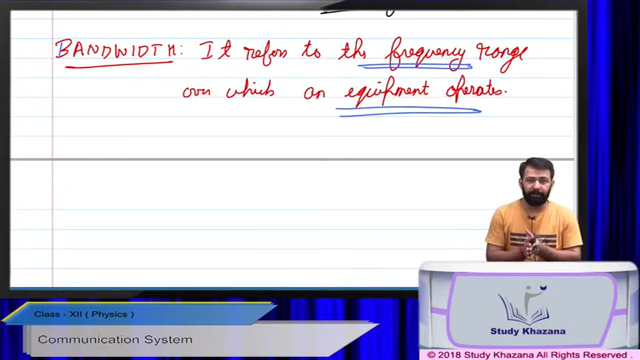 BANDWIDTH: It refers to the frequency range
over which an equipment operates.
Study Khazana
Class - XII ( Physics )
Communication System
© 2018 Study Khazana All Rights Reserved.